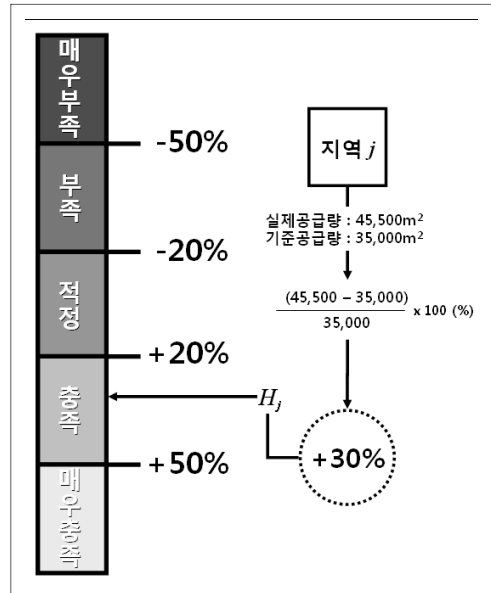 매우부족
-50%
부족
-20%
적정
+20%
충족
+50%
매우충족
지역 j
실제공급량 : 45,500m²
기준공급량 : 35,000m²
(45,500 – 35,000)
35,000
x 100 (%)
H_j
+30%